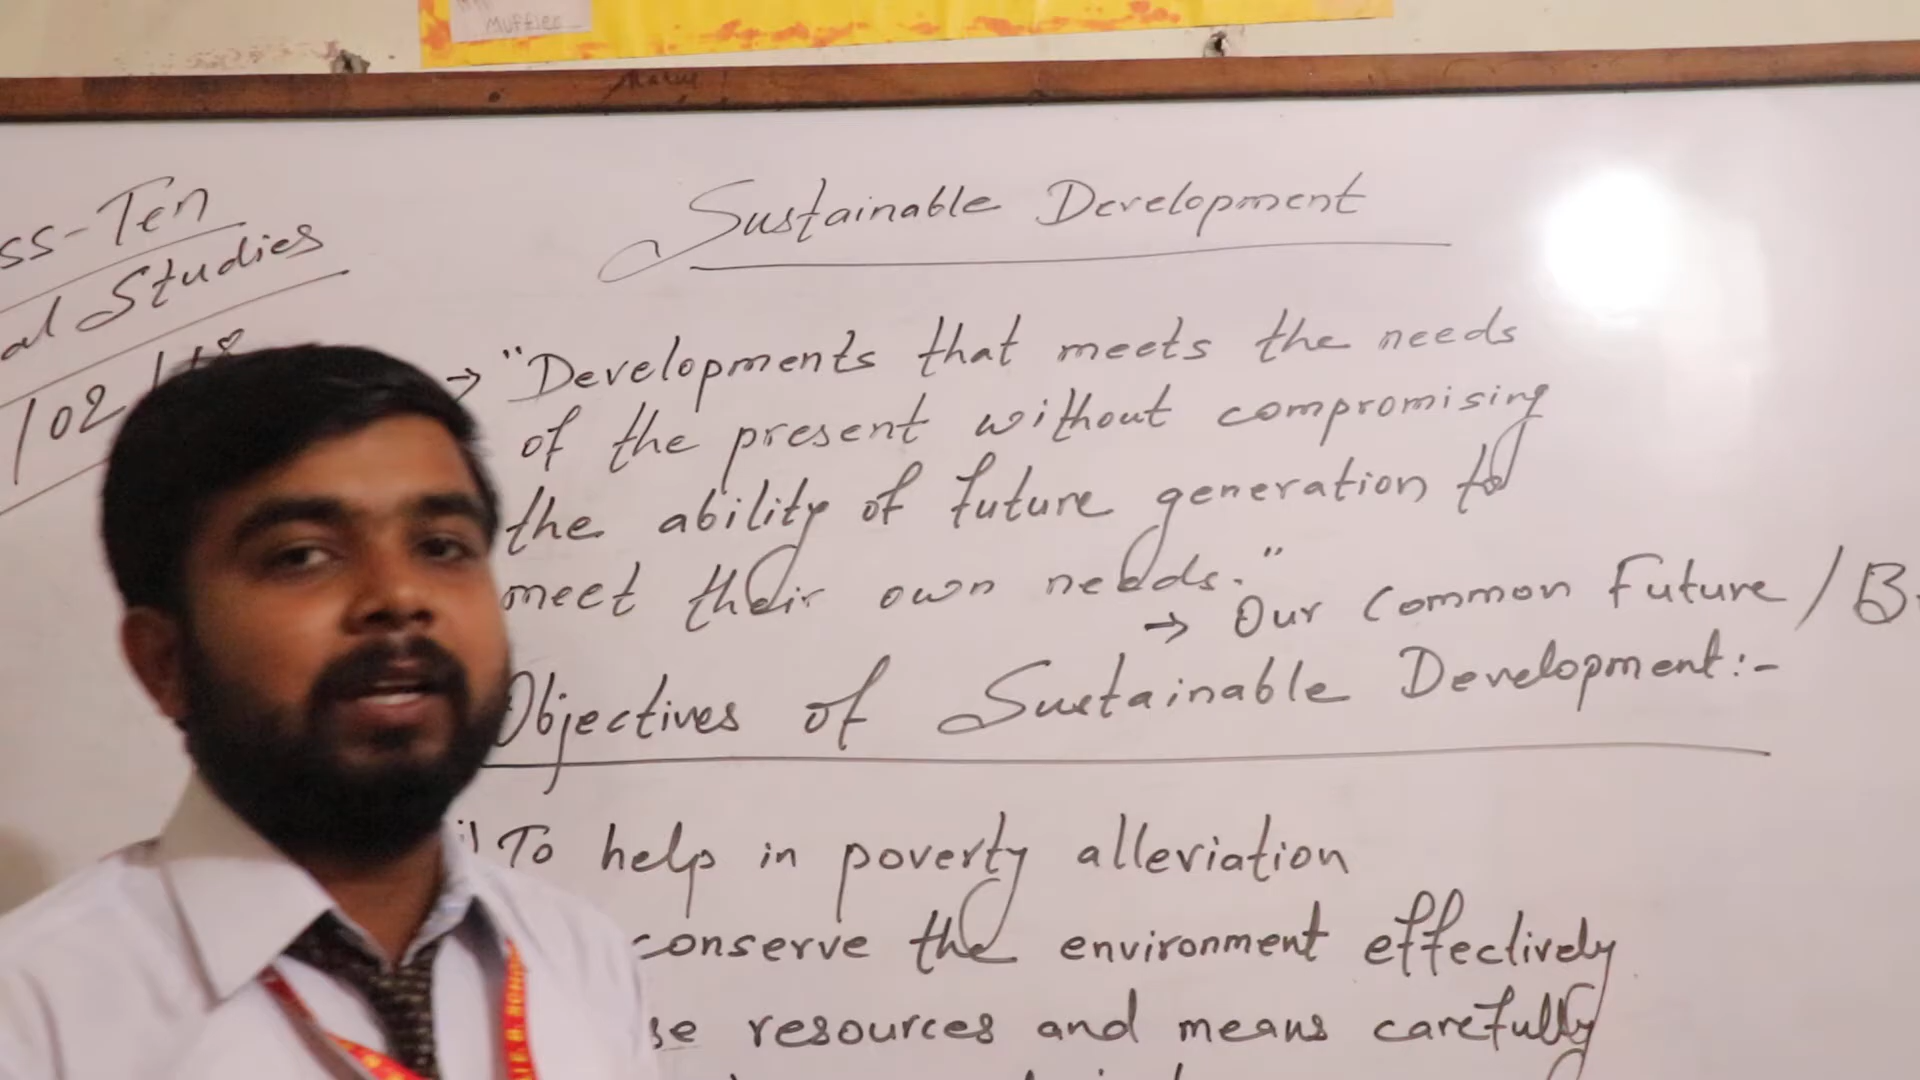 Muffler
ss-Ten
al Studies
102
Sustainable Development
→ "Developments that meets the needs
of the present without compromising
the ability of future generation to
meet their own needs."
→ Our Common Future / B
Objectives of Sustainable Development:-
i) To help in poverty alleviation
conserve the environment effectively
se resources and means carefully